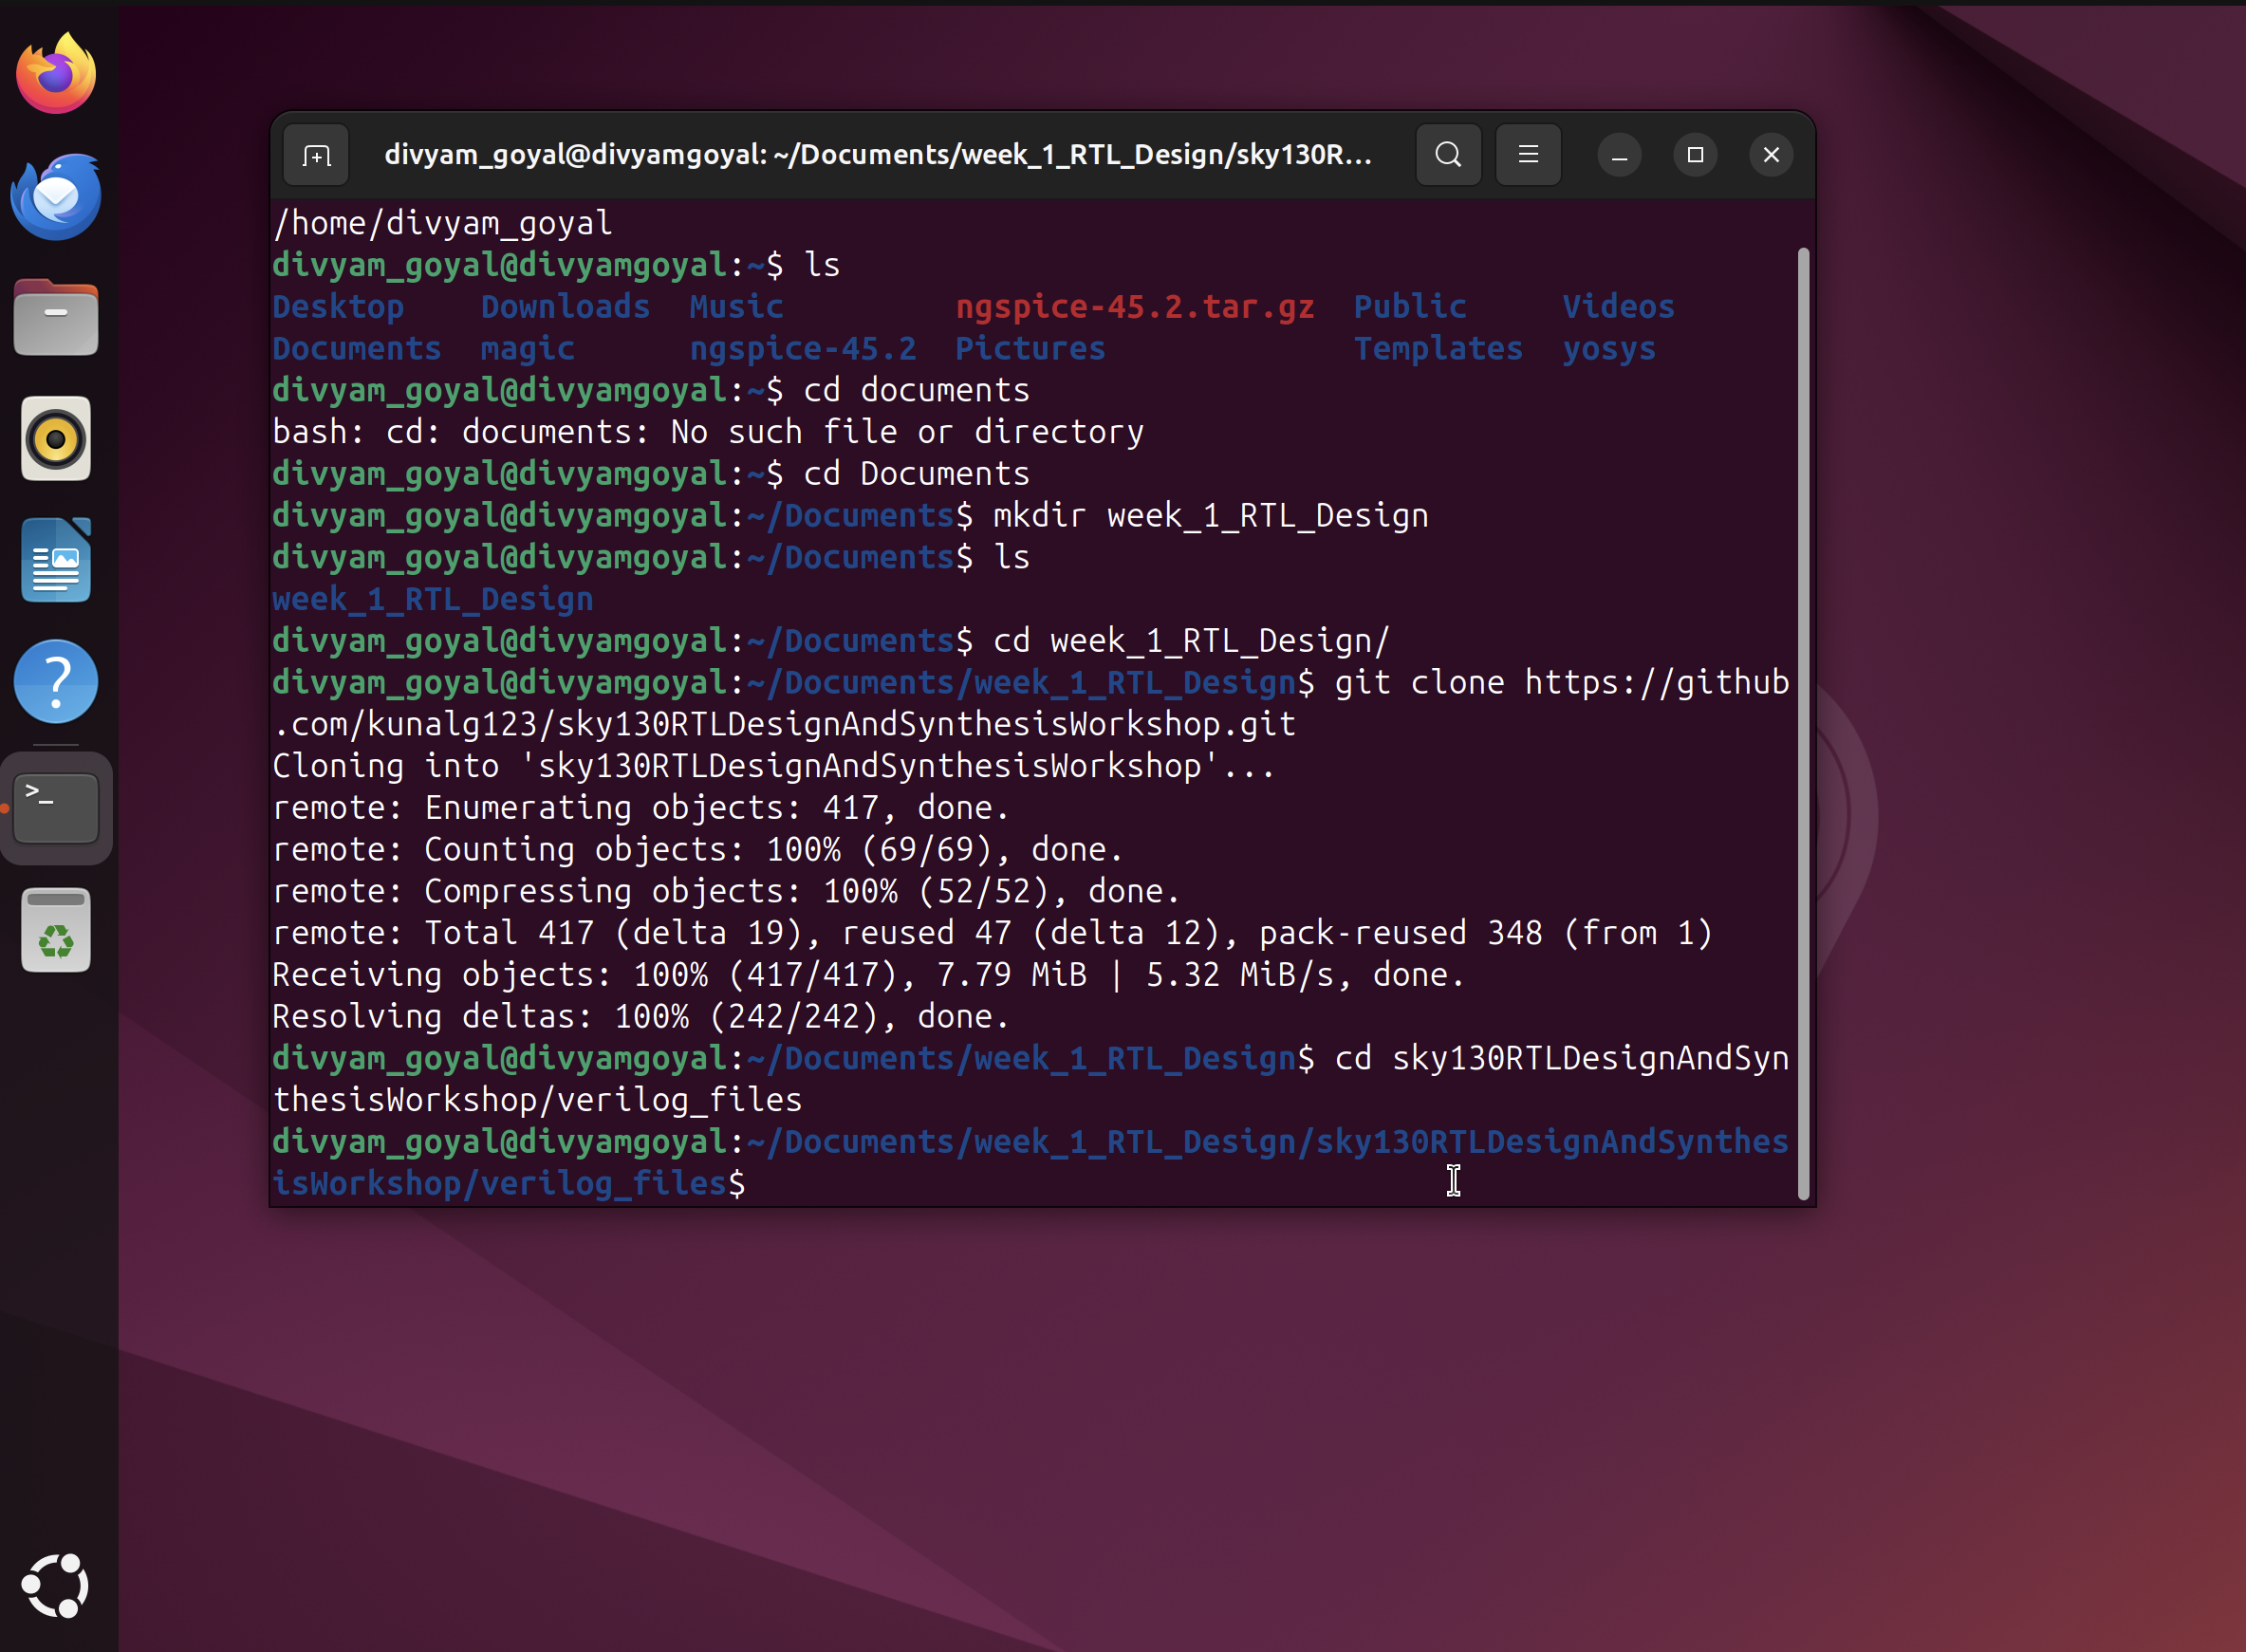 divyam_goyal@divyamgoyal: ~/Documents/week_1_RTL_Design/sky130R...
/home/divyam_goyal
divyam_goyal@divyamgoyal:~$ ls
Desktop    Downloads  Music         ngspice-45.2.tar.gz  Public     Videos
Documents  magic      ngspice-45.2  Pictures             Templates  yosys
divyam_goyal@divyamgoyal:~$ cd documents
bash: cd: documents: No such file or directory
divyam_goyal@divyamgoyal:~$ cd Documents
divyam_goyal@divyamgoyal:~/Documents$ mkdir week_1_RTL_Design
divyam_goyal@divyamgoyal:~/Documents$ ls
week_1_RTL_Design
divyam_goyal@divyamgoyal:~/Documents$ cd week_1_RTL_Design/
divyam_goyal@divyamgoyal:~/Documents/week_1_RTL_Design$ git clone https://github
.com/kunalg123/sky130RTLDesignAndSynthesisWorkshop.git
Cloning into 'sky130RTLDesignAndSynthesisWorkshop'...
remote: Enumerating objects: 417, done.
remote: Counting objects: 100% (69/69), done.
remote: Compressing objects: 100% (52/52), done.
remote: Total 417 (delta 19), reused 47 (delta 12), pack-reused 348 (from 1)
Receiving objects: 100% (417/417), 7.79 MiB | 5.32 MiB/s, done.
Resolving deltas: 100% (242/242), done.
divyam_goyal@divyamgoyal:~/Documents/week_1_RTL_Design$ cd sky130RTLDesignAndSyn
thesisWorkshop/verilog_files
divyam_goyal@divyamgoyal:~/Documents/week_1_RTL_Design/sky130RTLDesignAndSynthes
isWorkshop/verilog_files$